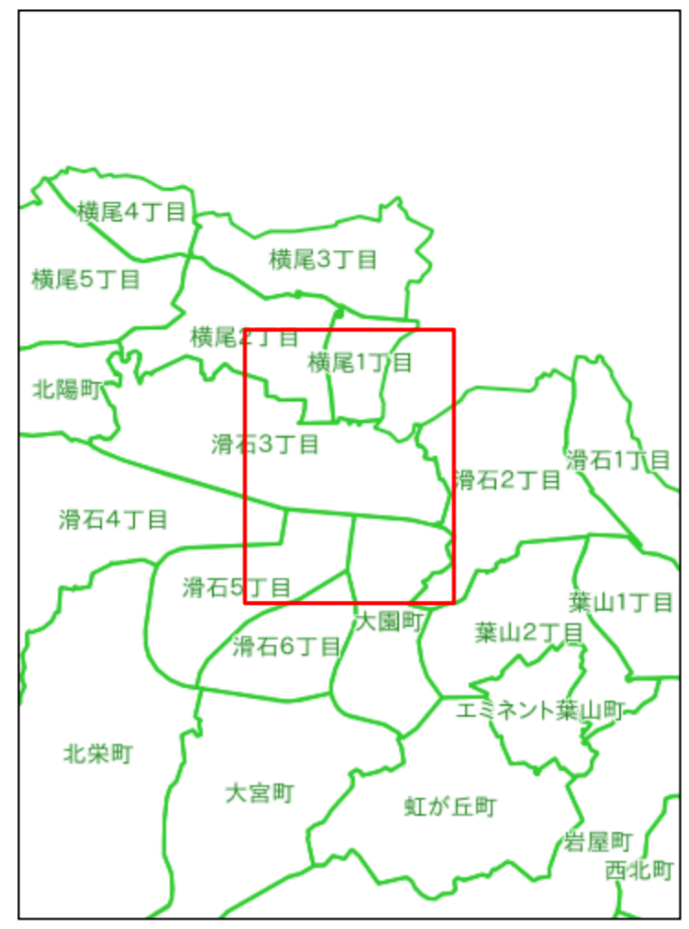 横尾4丁目
横尾3丁目
横尾5丁目
横尾2丁目
横尾1丁目
北陽町
滑石3丁目
滑石1丁目
滑石2丁目
滑石4丁目
滑石5丁目
葉山1丁目
大園町
葉山2丁目
滑石6丁目
エミネント葉山町
北栄町
大宮町
虹が丘町
岩屋町
西北町